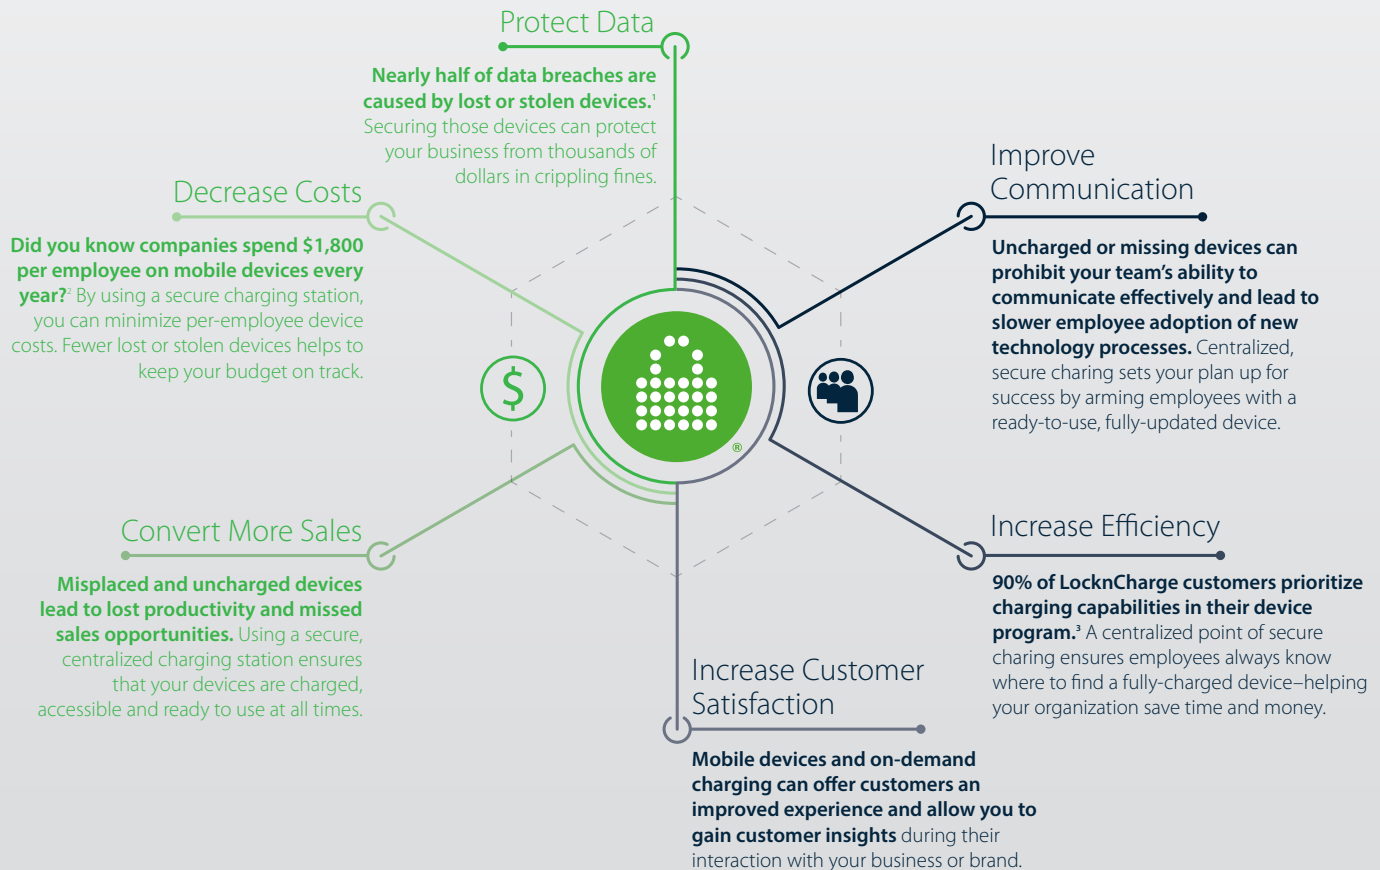 Protect Data
Nearly half of data breaches are
caused by lost or stolen devices.¹
Securing those devices can protect
your business from thousands of
dollars in crippling fines.
Decrease Costs
Did you know companies spend $1,800
per employee on mobile devices every
year?² By using a secure charging station,
you can minimize per-employee device
costs. Fewer lost or stolen devices helps to
keep your budget on track.
Convert More Sales
Misplaced and uncharged devices
lead to lost productivity and missed
sales opportunities. Using a secure,
centralized charging station ensures
that your devices are charged,
accessible and ready to use at all times.
$
®
Improve
Communication
Uncharged or missing devices can
prohibit your team’s ability to
communicate effectively and lead to
slower employee adoption of new
technology processes. Centralized,
secure charing sets your plan up for
success by arming employees with a
ready-to-use, fully-updated device.
Increase Efficiency
90% of LocknCharge customers prioritize
charging capabilities in their device
program.³ A centralized point of secure
charing ensures employees always know
where to find a fully-charged device–helping
your organization save time and money.
Increase Customer
Satisfaction
Mobile devices and on-demand
charging can offer customers an
improved experience and allow you to
gain customer insights during their
interaction with your business or brand.